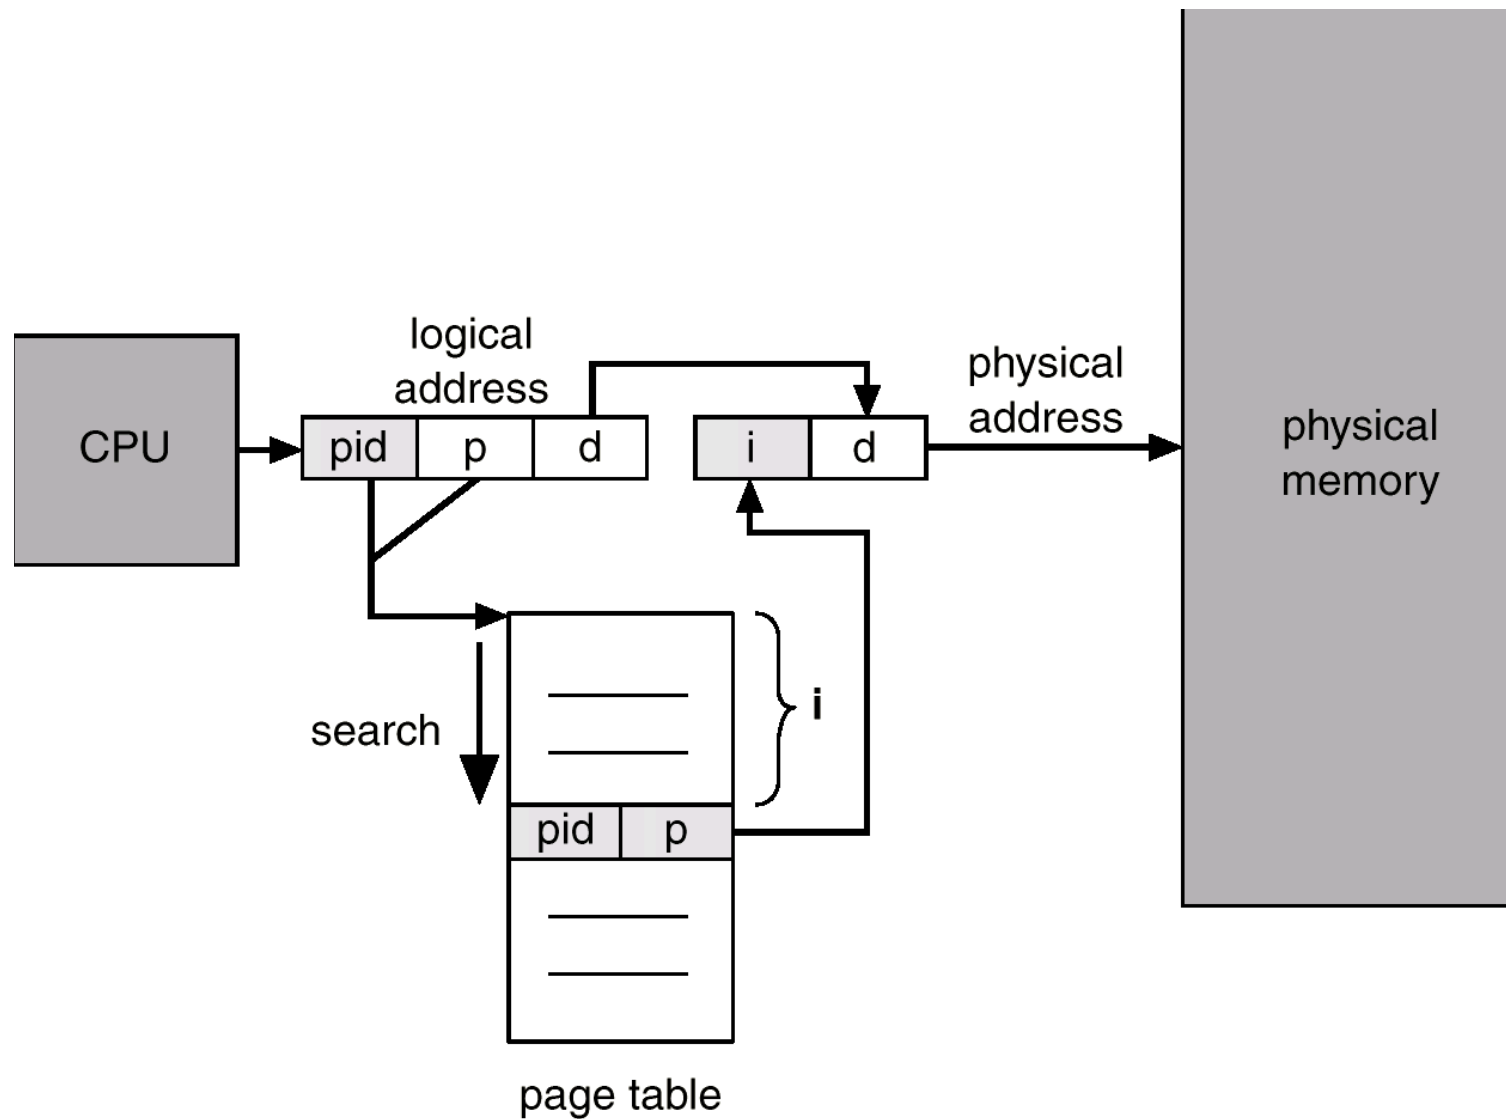 logical
address
physical
address
CPU
pid
p
d
i
d
physical
memory
search
i
pid
p
page table